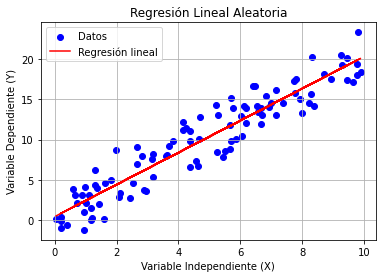 Regresión Lineal Aleatoria
Datos
Regresión lineal
Variable Dependiente (Y)
20
15
10
5
0
0
2
4
6
8
10
Variable Independiente (X)